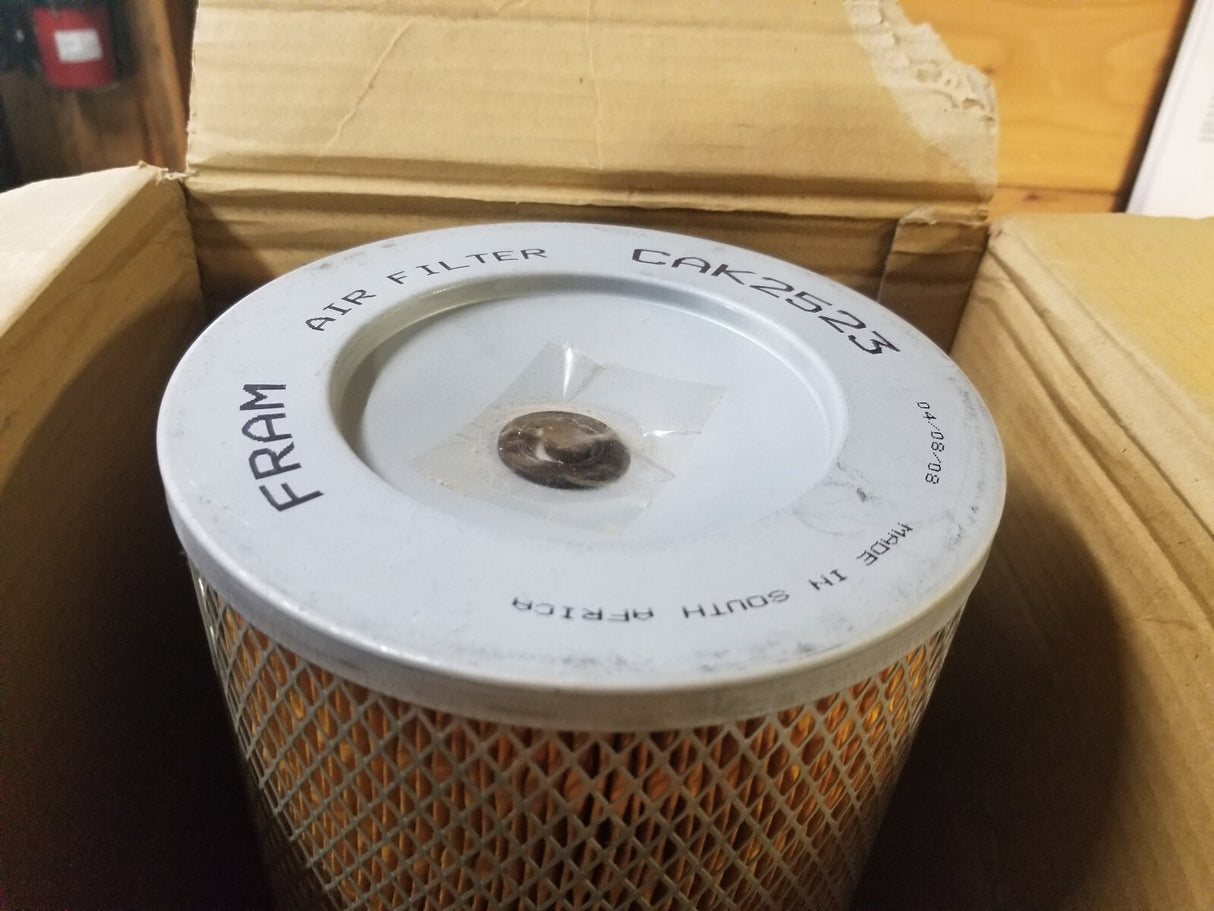 FRAM
AIR FILTER
CAK2523
04/08/08
MADE IN SOUTH AFRICA